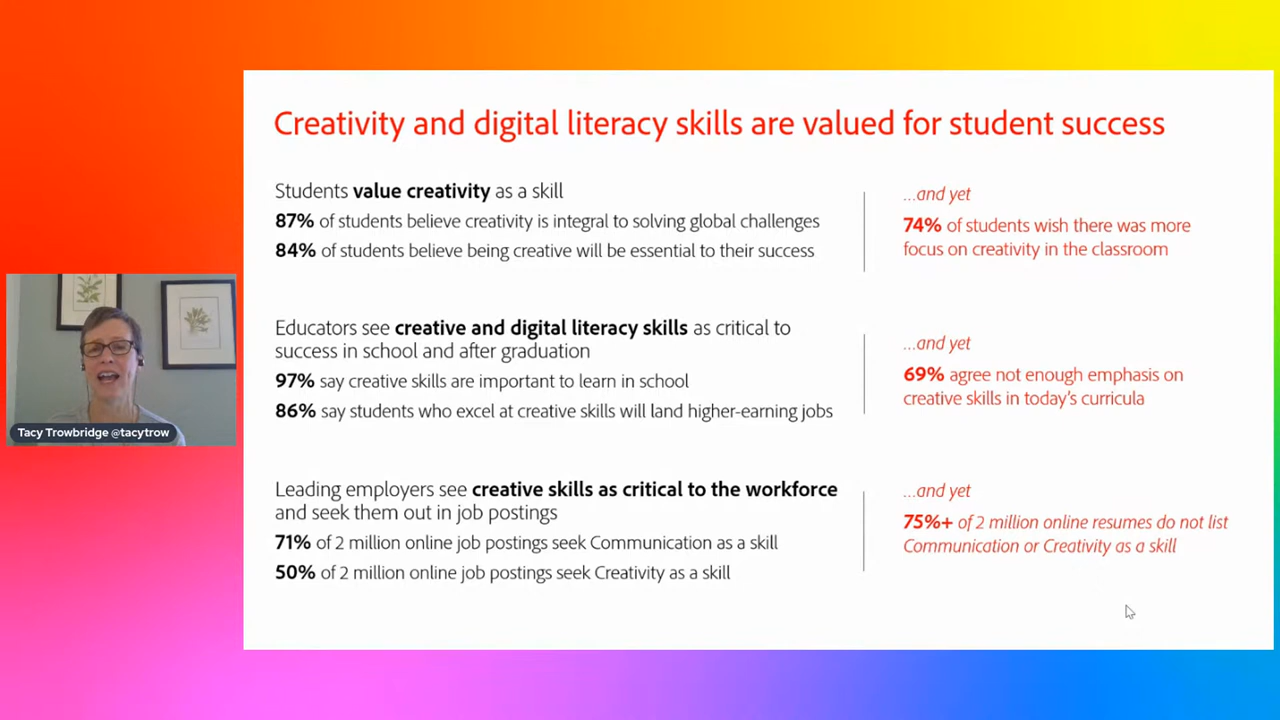 Creativity and digital literacy skills are valued for student success
Students value creativity as a skill
87% of students believe creativity is integral to solving global challenges
84% of students believe being creative will be essential to their success
...and yet
74% of students wish there was more
focus on creativity in the classroom
Educators see creative and digital literacy skills as critical to
success in school and after graduation
97% say creative skills are important to learn in school
86% say students who excel at creative skills will land higher-earning jobs
...and yet
69% agree not enough emphasis on
creative skills in today's curricula
Leading employers see creative skills as critical to the workforce
and seek them out in job postings
71% of 2 million online job postings seek Communication as a skill
50% of 2 million online job postings seek Creativity as a skill
...and yet
75%+ of 2 million online resumes do not list
Communication or Creativity as a skill
Tacy Trowbridge @tacytrow